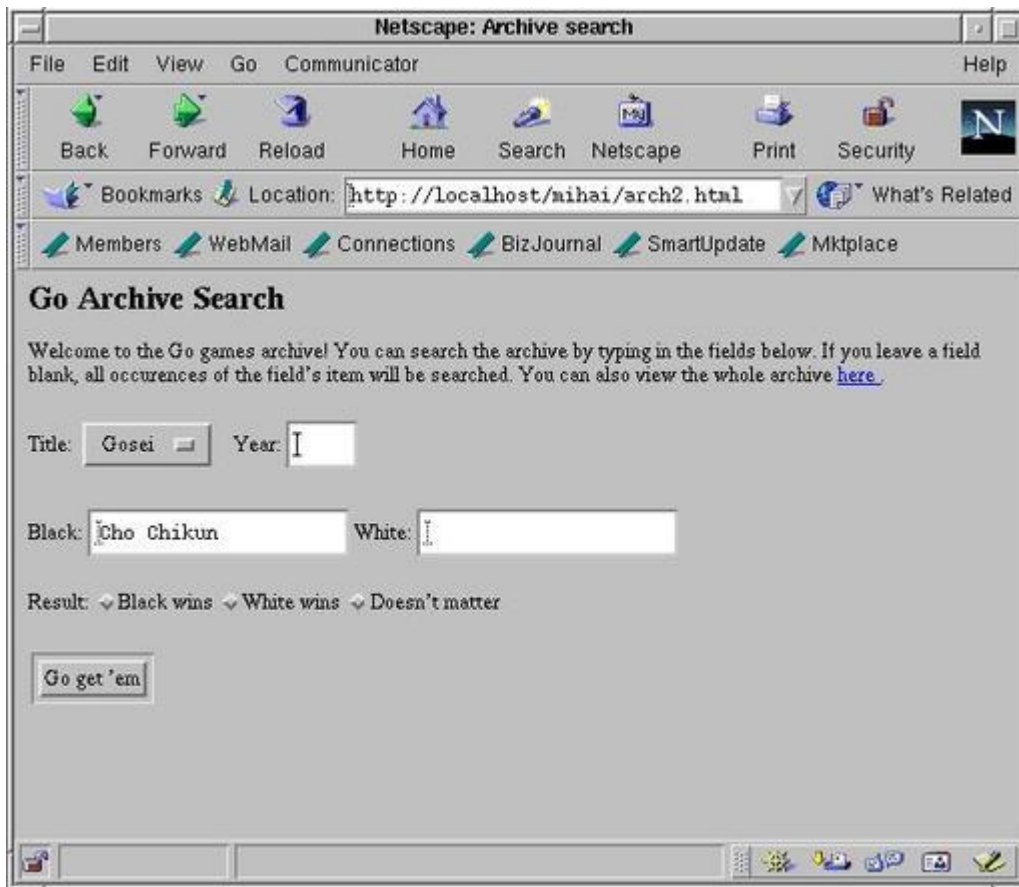 Netscape: Archive search
File Edit View Go Communicator Help
Back Forward Reload Home Search Netscape Print Security
My
N
Bookmarks Location: http://localhost/mihai/arch2.html What's Related
Members WebMail Connections BizJournal SmartUpdate Mktplace
Go Archive Search
Welcome to the Go games archive! You can search the archive by typing in the fields below. If you leave a field
blank, all occurences of the field's item will be searched. You can also view the whole archive here .
Title: Gosei Year:
Black: Cho Chikun White:
Result: Black wins White wins Doesn't matter
Go get 'em